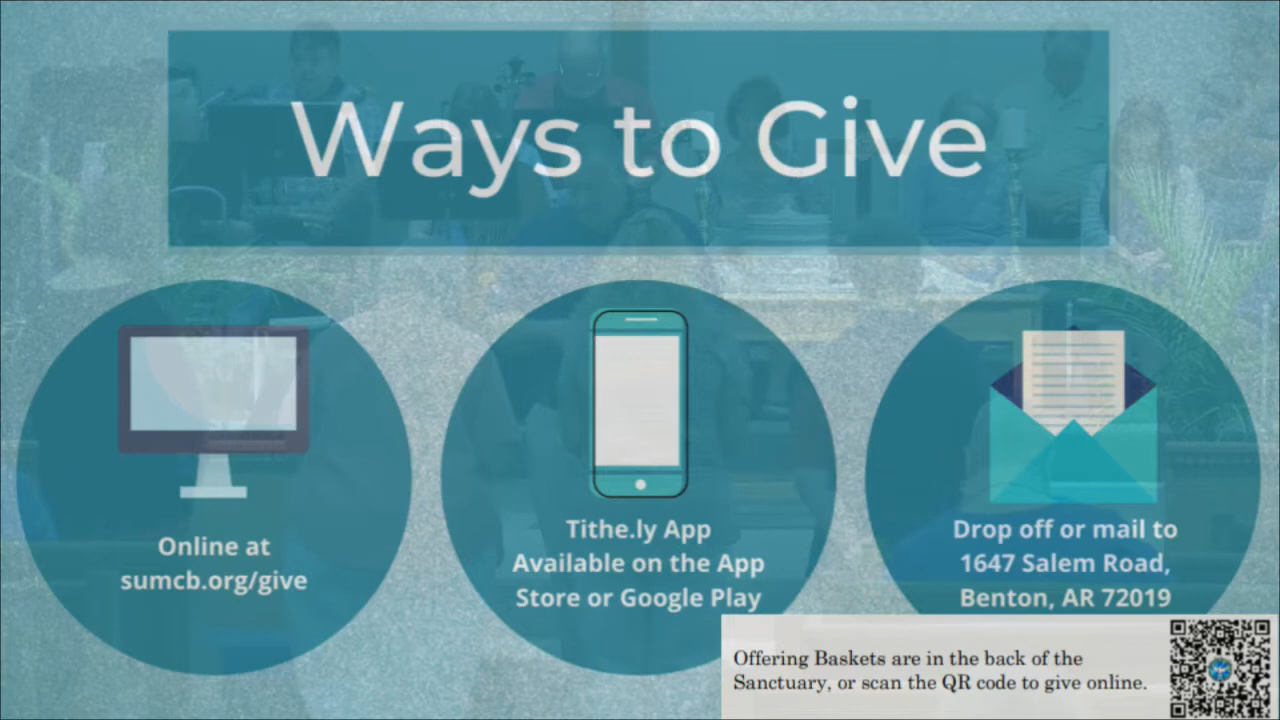 Ways to Give
Online at
sumcb.org/give
Tithe.ly App
Available on the App
Store or Google Play
Drop off or mail to
1647 Salem Road,
Benton, AR 72019
Offering Baskets are in the back of the
Sanctuary, or scan the QR code to give online.